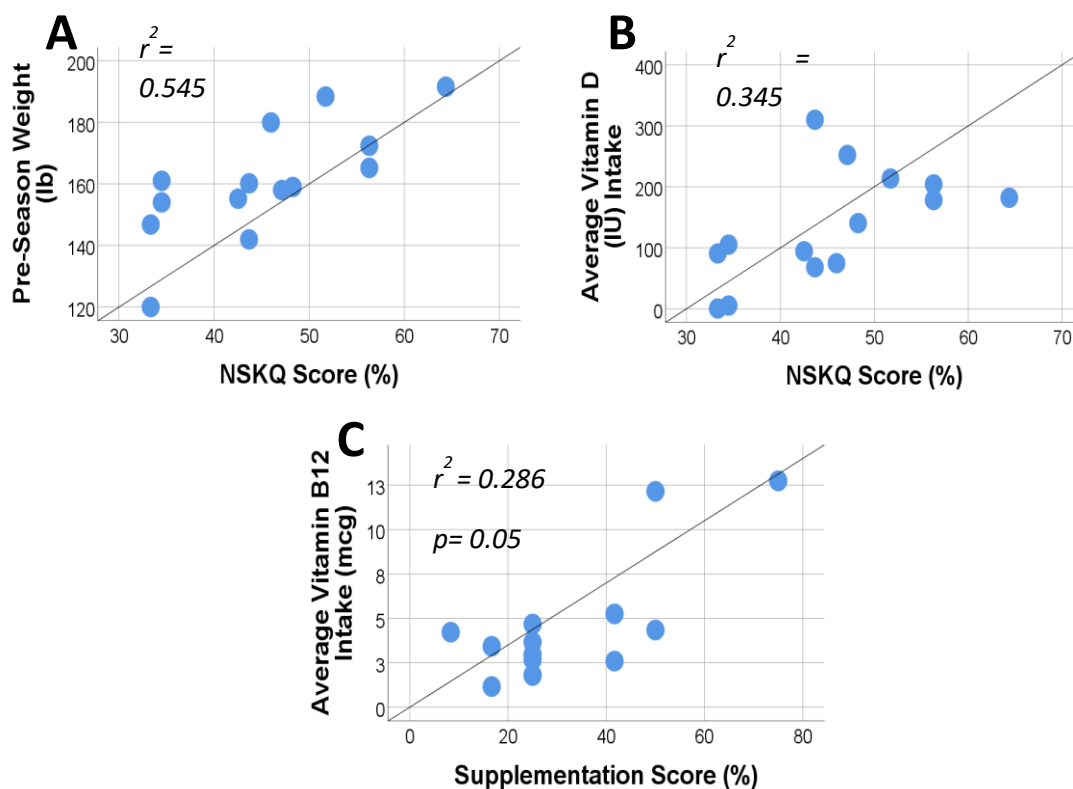 A
r2 =
0.545
Pre-Season Weight
(lb)
200
180
160
140
120
30 40 50 60 70
NSKQ Score (%)
B
r2 =
0.345
Average Vitamin D
(IU) Intake
400
300
200
100
0
30 40 50 60 70
NSKQ Score (%)
C
r2 = 0.286
p= 0.05
Average Vitamin B12
Intake (mcg)
13
10
8
5
3
0
0 20 40 60 80
Supplementation Score (%)